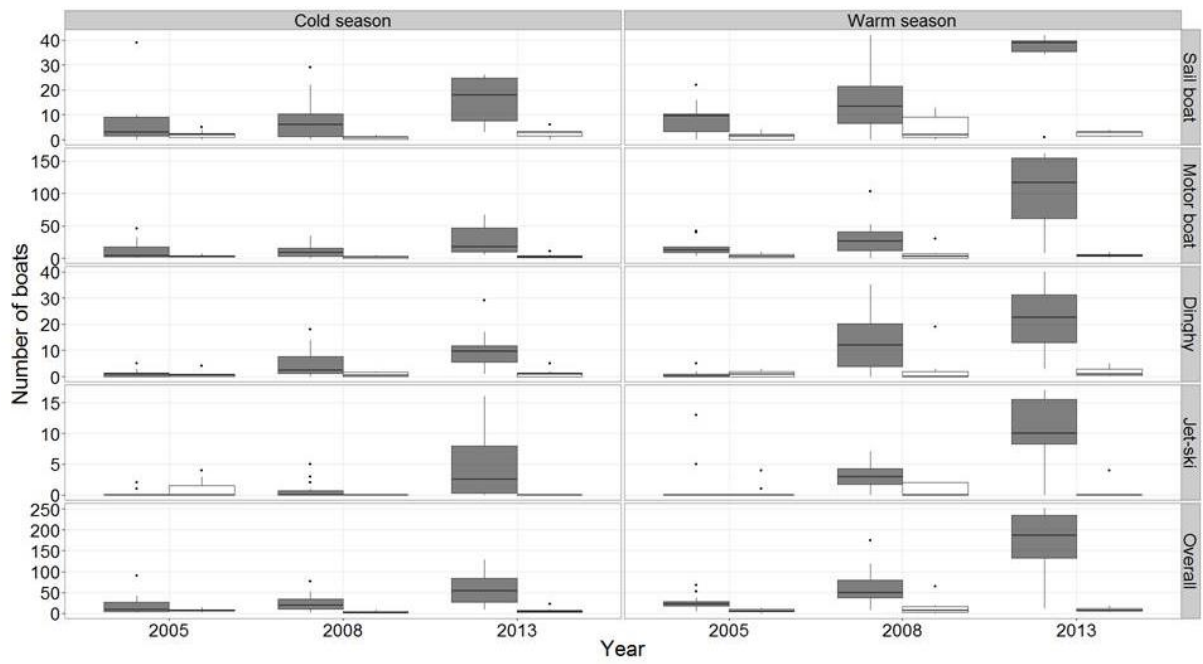 Cold season Warm season
40
30
20
10
0
Sail boat
150
100
50
0
Motor boat
40
30
20
10
0
Dinghy
15
10
5
0
Jet-ski
250
200
150
100
50
0
Overall
Number of boats
2005 2008 2013 2005 2008 2013
Year